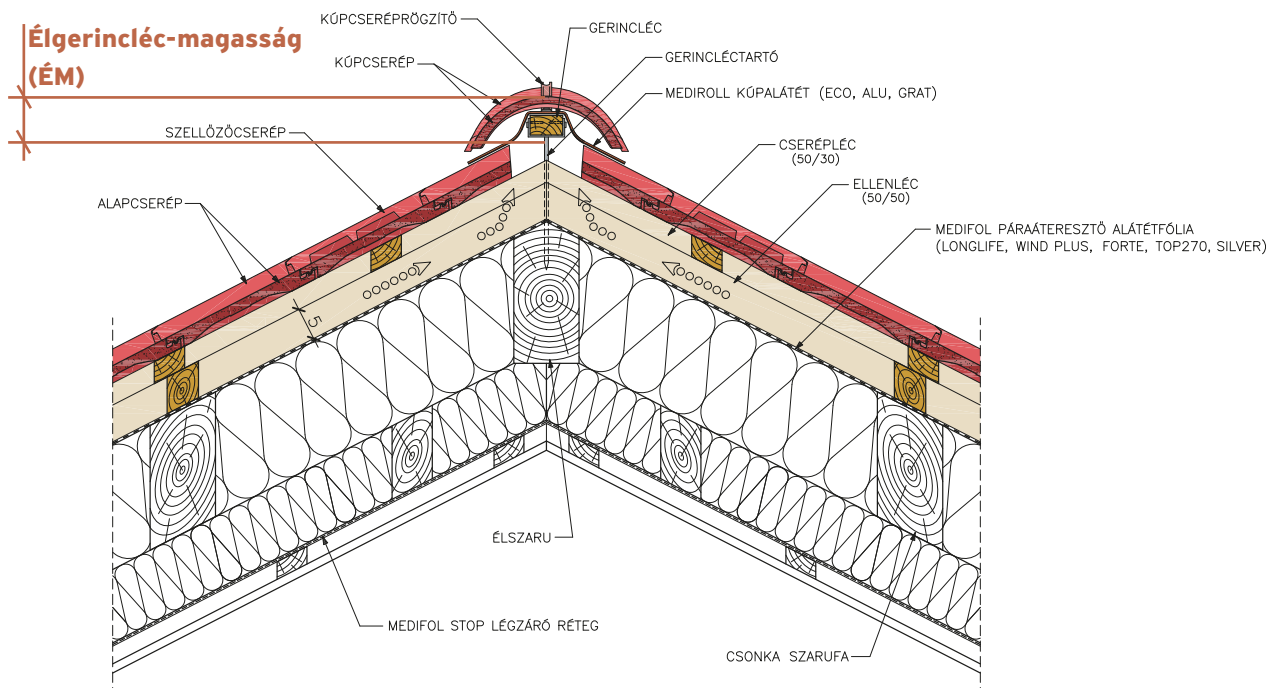 Élgerincléc-magasság
(ÉM)
KÚPCSERÉPRÖGZÍTŐ
KÚPCSERÉP
SZELLŐZŐCSERÉP
ALAPCSERÉP
GERINCLÉC
GERINCLÉCTARTÓ
MEDIROLL KÚPALÁTÉT (ECO, ALU, GRAT)
CSERÉPLÉC
(50/30)
ELLENLÉC
(50/50)
MEDIFOL PÁRAÁTERESZTŐ ALÁTÉTFÓLIA
(LONGLIFE, WIND PLUS, FORTE, TOP270, SILVER)
5
ÉLSZARU
MEDIFOL STOP LÉGZÁRÓ RÉTEG
CSONKA SZARUFA